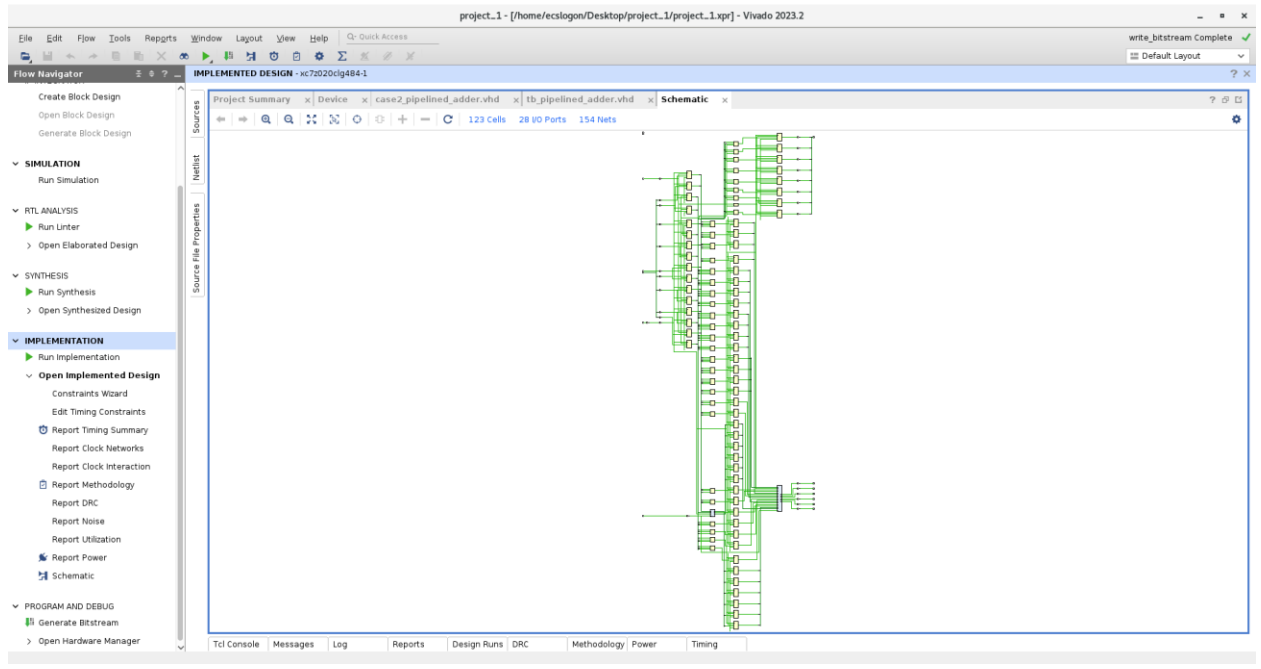 project_1 - [/home/ecslogon/Desktop/project_1/project_1.xpr] - Vivado 2023.2
File Edit Flow Tools Reports Window Layout View Help Q- Quick Access
write_bitstream Complete
Default Layout
Flow Navigator
IMPLEMENTED DESIGN - xc7z020clg484-1
Create Block Design
Open Block Design
Generate Block Design
SIMULATION
Run Simulation
RTL ANALYSIS
Run Linter
Open Elaborated Design
SYNTHESIS
Run Synthesis
Open Synthesized Design
IMPLEMENTATION
Run Implementation
Open Implemented Design
Constraints Wizard
Edit Timing Constraints
Report Timing Summary
Report Clock Networks
Report Clock Interaction
Report Methodology
Report DRC
Report Noise
Report Utilization
Report Power
Schematic
PROGRAM AND DEBUG
Generate Bitstream
Open Hardware Manager
Sources
Netlist
Source File Properties
Project Summary Device case2_pipelined_adder.vhd tb_pipelined_adder.vhd Schematic
123 Cells 28 I/O Ports 154 Nets
Tcl Console Messages Log Reports Design Runs DRC Methodology Power Timing